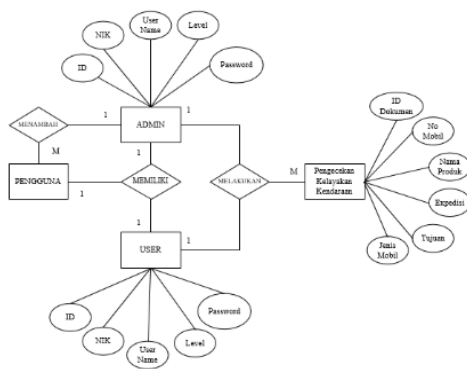 User
Name
NIK
Level
ID
Password
ID
Dokumen
MENAMBAH
1
ADMIN
1
No
Mobil
M
1
Nama
Produk
PENGGUNA
1
MEMILIKI
MELAKUKAN
M
Pengecekan
Kelayakan
Kendaraan
Expedisi
1
USER
1
Jenis
Mobil
Tujuan
ID
Password
NIK
User
Name
Level